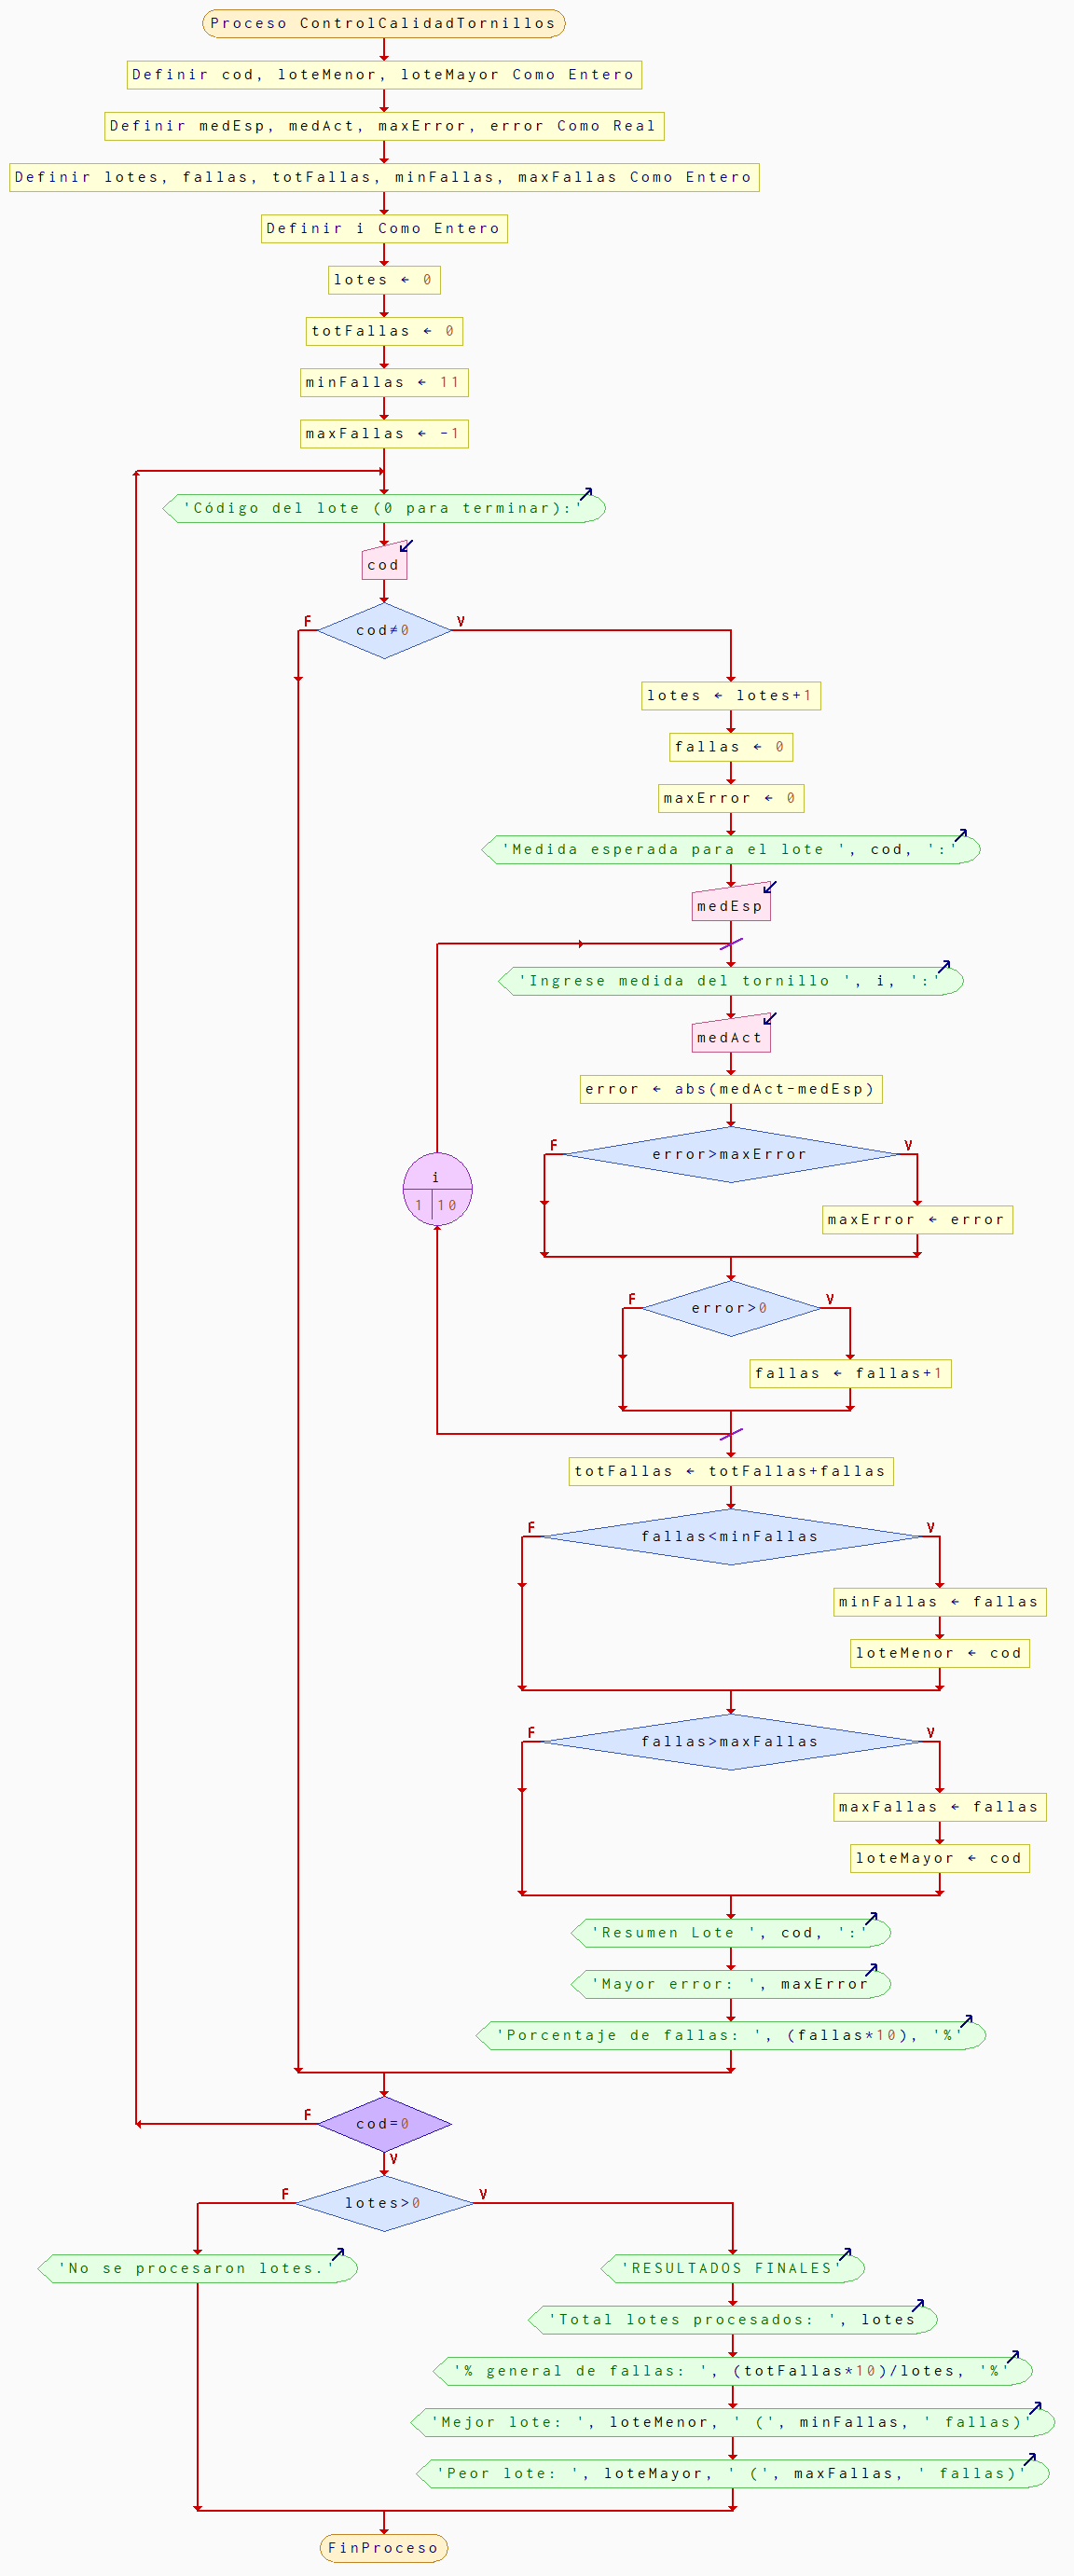 Proceso ControlCalidadTornillos
Definir cod, loteMenor, loteMayor Como Entero
Definir medEsp, medAct, maxError, error Como Real
Definir lotes, fallas, totFallas, minFallas, maxFallas Como Entero
Definir i Como Entero
lotes ← 0
totFallas ← 0
minFallas ← 11
maxFallas ← -1
'Código del lote (0 para terminar):'
cod
F
cod≠0
V
lotes ← lotes+1
fallas ← 0
maxError ← 0
'Medida esperada para el lote ', cod, ':'
medEsp
'Ingrese medida del tornillo ', i, ':'
medAct
error ← abs(medAct-medEsp)
F
error>maxError
V
i
1 10
maxError ← error
F
error>0
V
fallas ← fallas+1
totFallas ← totFallas+fallas
F
fallas<minFallas
V
minFallas ← fallas
loteMenor ← cod
F
fallas>maxFallas
V
maxFallas ← fallas
loteMayor ← cod
'Resumen Lote ', cod, ':'
'Mayor error: ', maxError
'Porcentaje de fallas: ', (fallas*10), '%'
F
cod=0
V
F
lotes>0
V
'No se procesaron lotes.'
'RESULTADOS FINALES'
'Total lotes procesados: ', lotes
'% general de fallas: ', (totFallas*10)/lotes, '%'
'Mejor lote: ', loteMenor, ' (', minFallas, ' fallas)'
'Peor lote: ', loteMayor, ' (', maxFallas, ' fallas)'
FinProceso